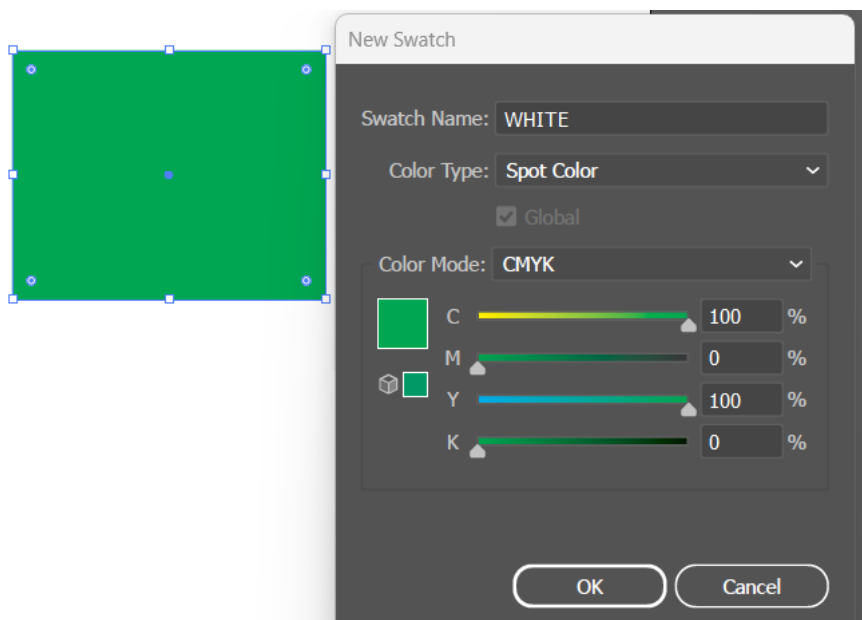 New Swatch
Swatch Name: WHITE
Color Type: Spot Color
Global
Color Mode: CMYK
C 100 %
M 0 %
Y 100 %
K 0 %
OK Cancel